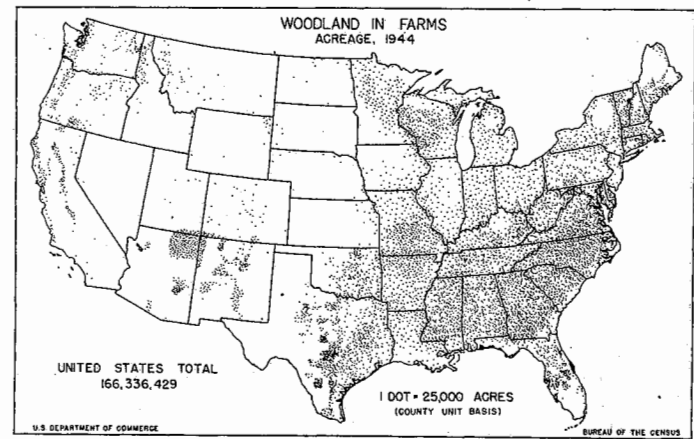 WOODLAND IN FARMS
ACREAGE, 1944
UNITED STATES TOTAL
166,336,429
1 DOT = 25,000 ACRES
(COUNTY UNIT BASIS)
U.S DEPARTMENT OF COMMERCE
BUREAU OF THE CENSUS